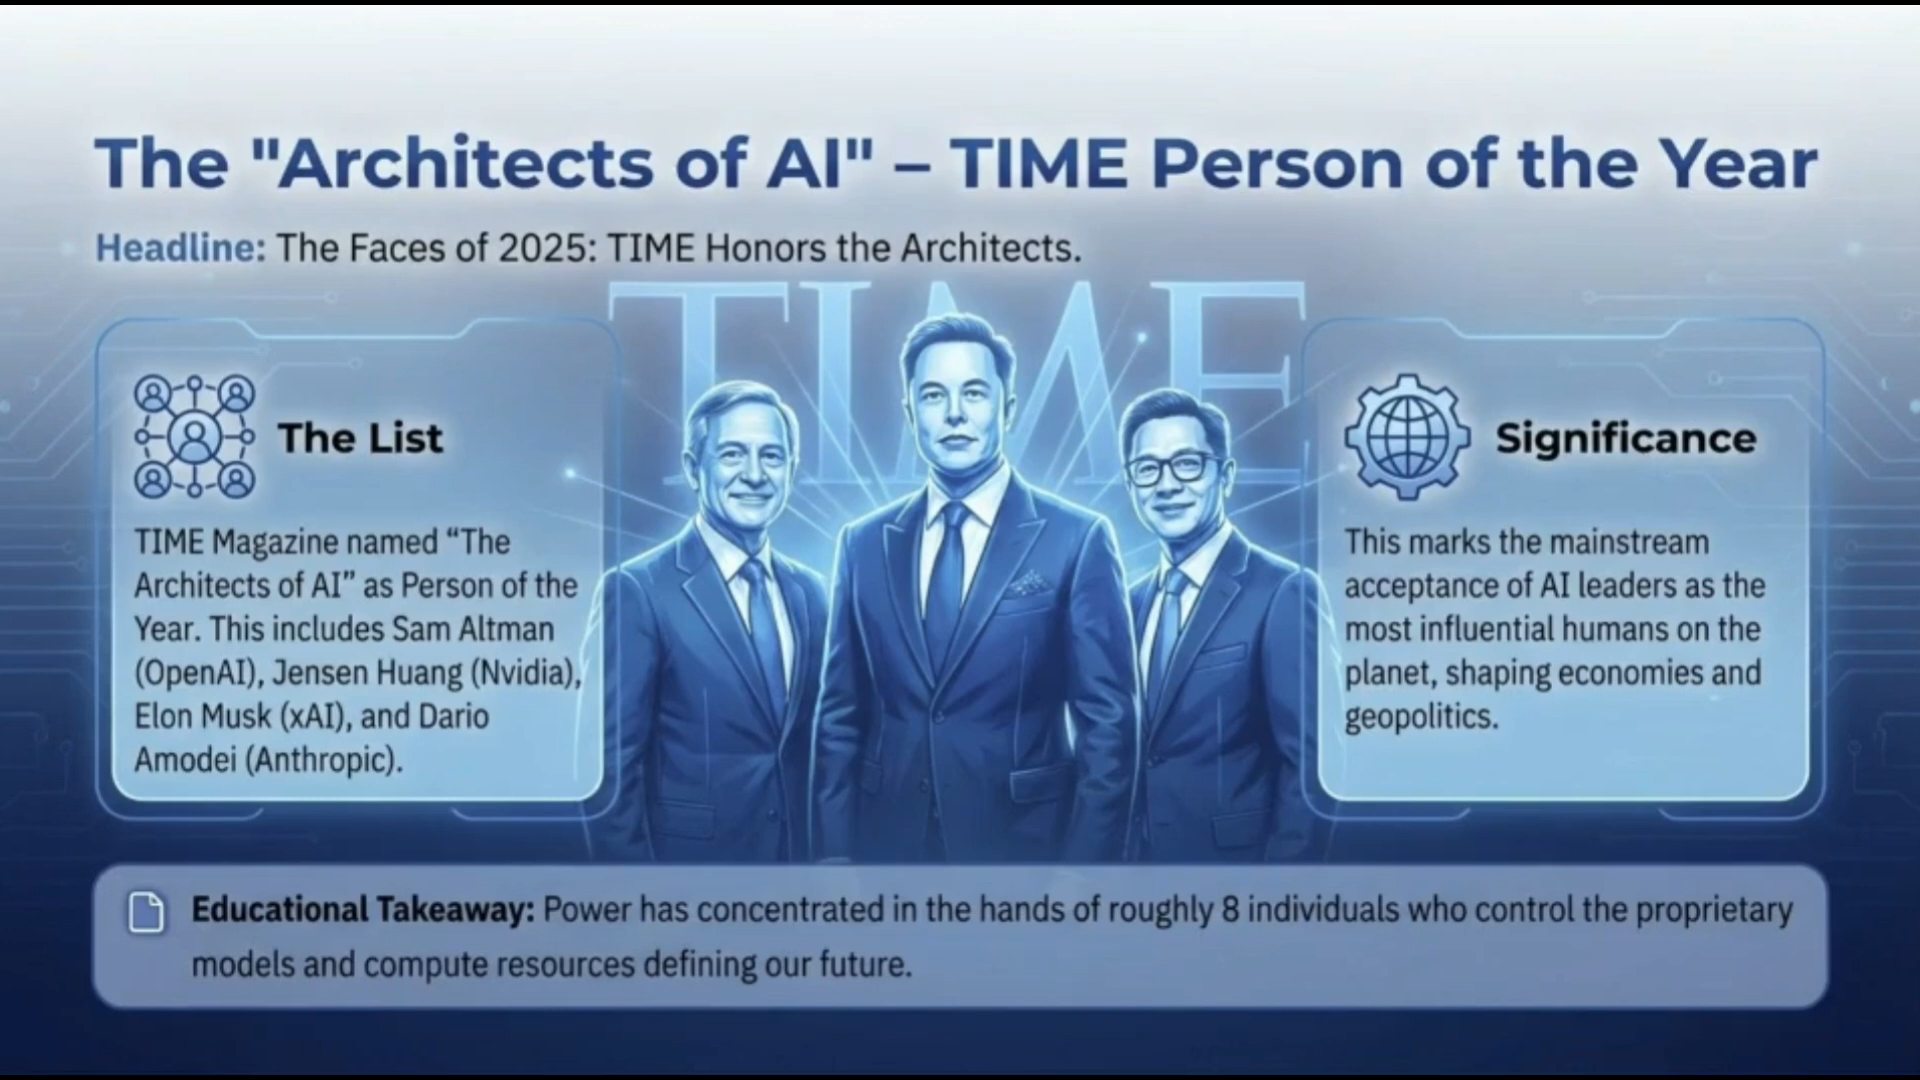 The "Architects of AI" – TIME Person of the Year
Headline: The Faces of 2025: TIME Honors the Architects.
TIME
The List
TIME Magazine named “The
Architects of AI” as Person of the
Year. This includes Sam Altman
(OpenAI), Jensen Huang (Nvidia),
Elon Musk (xAI), and Dario
Amodei (Anthropic).
Significance
This marks the mainstream
acceptance of AI leaders as the
most influential humans on the
planet, shaping economies and
geopolitics.
Educational Takeaway: Power has concentrated in the hands of roughly 8 individuals who control the proprietary
models and compute resources defining our future.